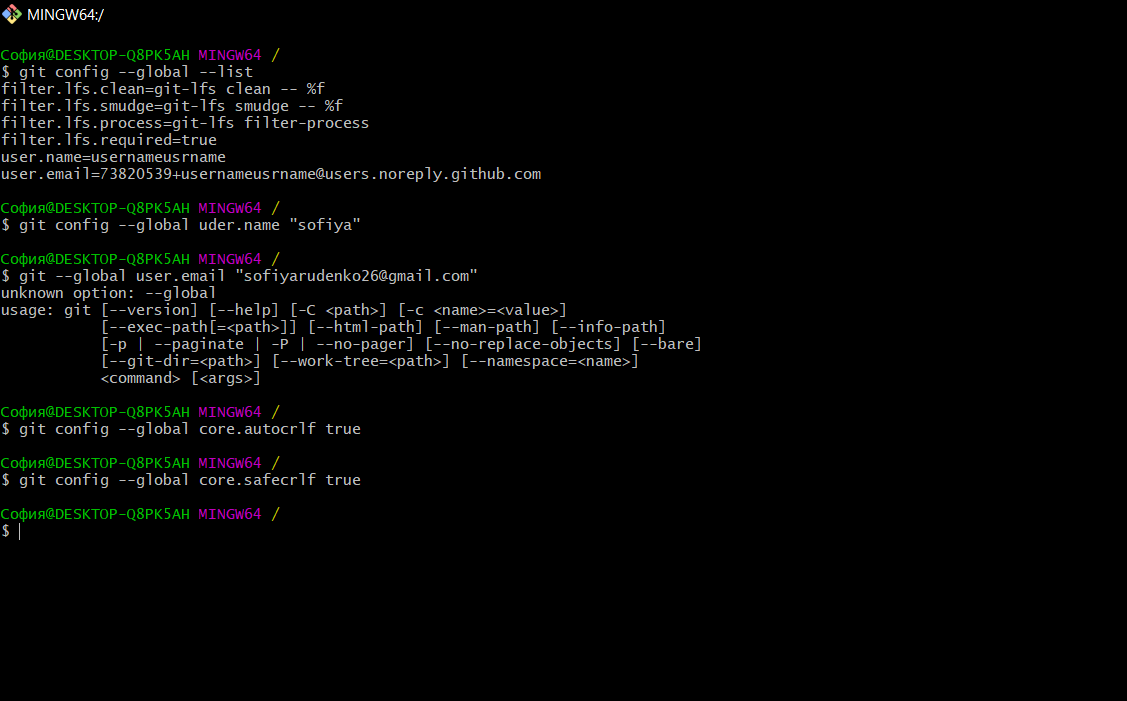 MINGW64:/
София@DESKTOP-Q8PK5AH MINGW64 /
$ git config --global --list
filter.lfs.clean=git-lfs clean -- %f
filter.lfs.smudge=git-lfs smudge -- %f
filter.lfs.process=git-lfs filter-process
filter.lfs.required=true
user.name=usernameusrname
user.email=73820539+usernameusrname@users.noreply.github.com
София@DESKTOP-Q8PK5AH MINGW64 /
$ git config --global uder.name "sofiya"
София@DESKTOP-Q8PK5AH MINGW64 /
$ git --global user.email "sofiyarudenko26@gmail.com"
unknown option: --global
usage: git [--version] [--help] [-C <path>] [-c <name>=<value>]
[--exec-path[=<path>]] [--html-path] [--man-path] [--info-path]
[-p | --paginate | -P | --no-pager] [--no-replace-objects] [--bare]
[--git-dir=<path>] [--work-tree=<path>] [--namespace=<name>]
<command> [<args>]
София@DESKTOP-Q8PK5AH MINGW64 /
$ git config --global core.autocrlf true
София@DESKTOP-Q8PK5AH MINGW64 /
$ git config --global core.safecrlf true
София@DESKTOP-Q8PK5AH MINGW64 /
$